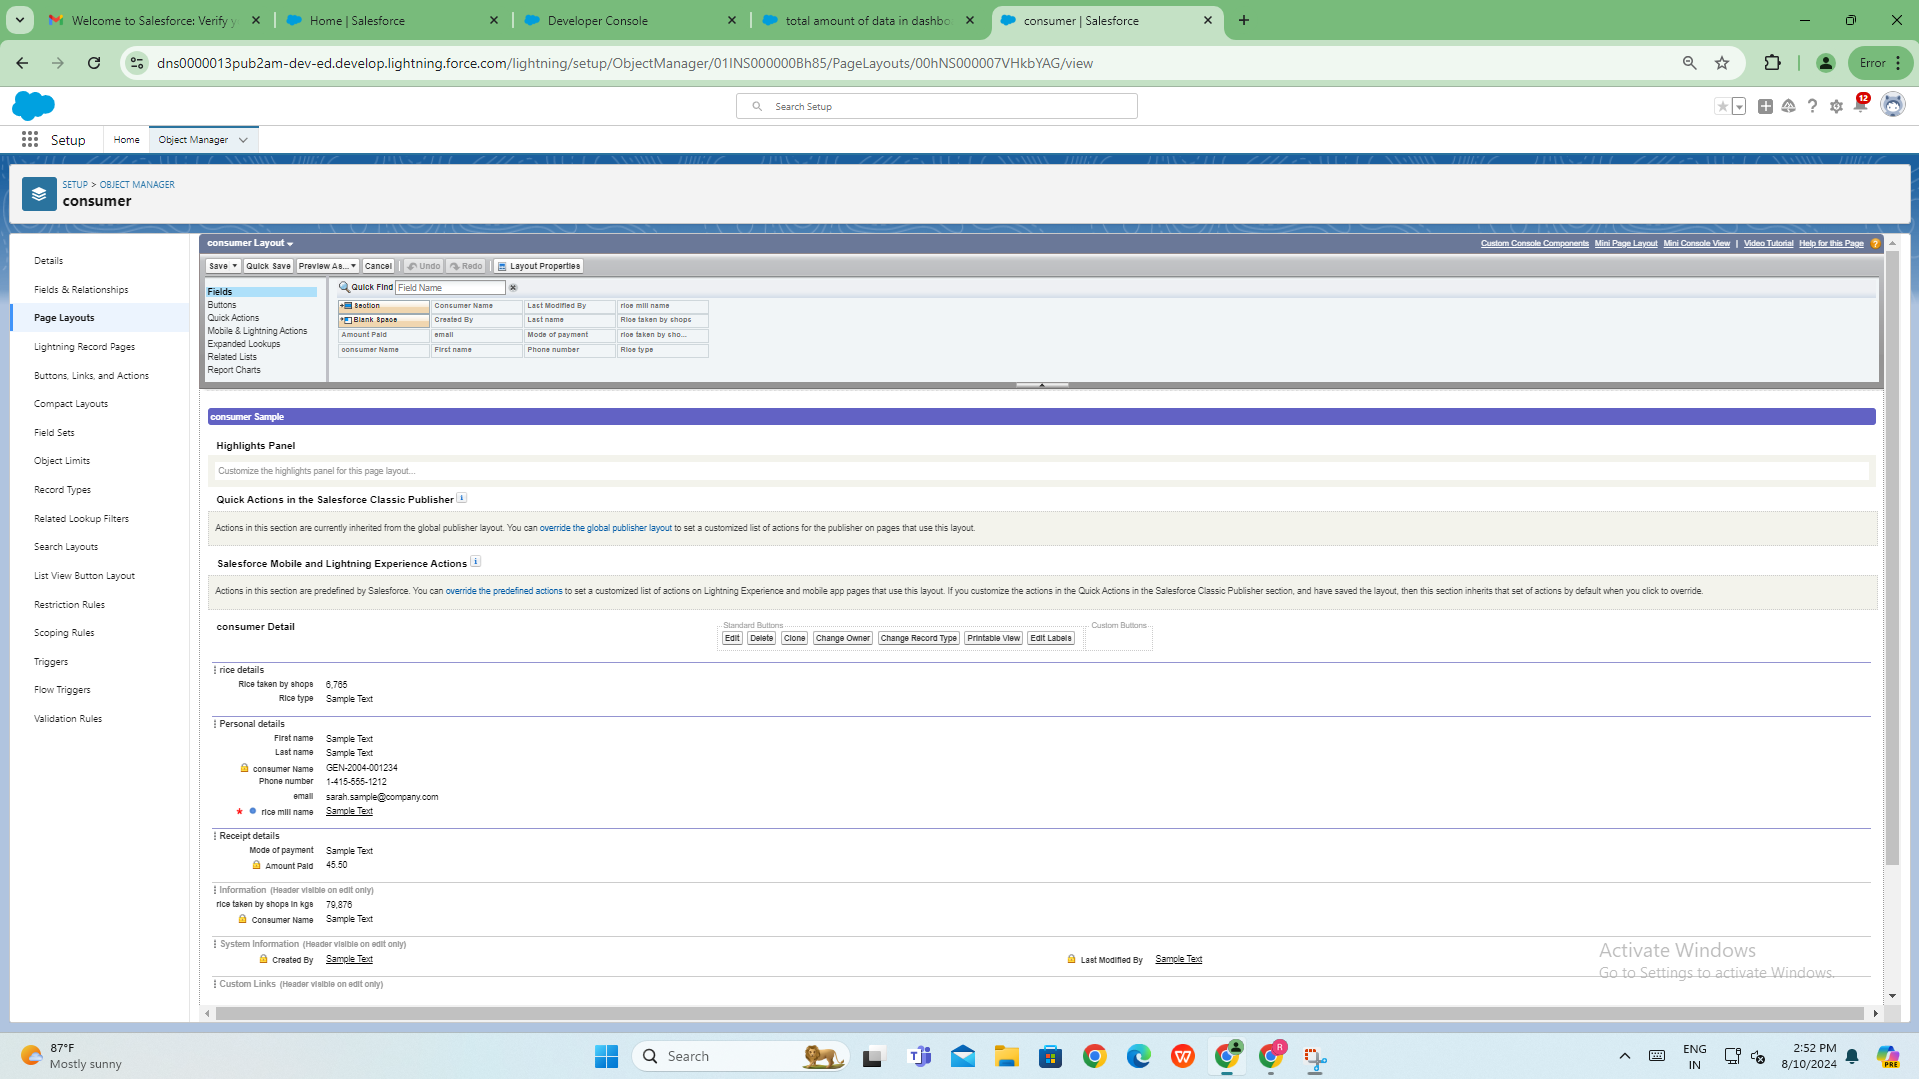 Welcome to Salesforce: Verify y
Home | Salesforce
Developer Console
total amount of data in dashbo
consumer | Salesforce
dns0000013pub2am-dev-ed.develop.lightning.force.com/lightning/setup/ObjectManager/01INS000000Bh85/PageLayouts/00hNS000007VHkbYAG/view
Error
Search Setup
12
Setup
Home
Object Manager
SETUP > OBJECT MANAGER
consumer
Details
Fields & Relationships
Page Layouts
Lightning Record Pages
Buttons, Links, and Actions
Compact Layouts
Field Sets
Object Limits
Record Types
Related Lookup Filters
Search Layouts
List View Button Layout
Restriction Rules
Scoping Rules
Triggers
Flow Triggers
Validation Rules
consumer Layout
Custom Console Components Mini Page Layout Mini Console View | Video Tutorial Help for this Page
Save Quick Save Preview As... Cancel Undo Redo Layout Properties
Fields
Buttons
Quick Actions
Mobile & Lightning Actions
Expanded Lookups
Related Lists
Report Charts
Quick Find Field Name
Section Consumer Name Last Modified By rice mill name
Blank Space Created By Last name Rice taken by shops
Amount Paid email Mode of payment rice taken by sho...
consumer Name First name Phone number Rice type
consumer Sample
Highlights Panel
Customize the highlights panel for this page layout...
Quick Actions in the Salesforce Classic Publisher
Actions in this section are currently inherited from the global publisher layout. You can override the global publisher layout to set a customized list of actions for the publisher on pages that use this layout.
Salesforce Mobile and Lightning Experience Actions
Actions in this section are predefined by Salesforce. You can override the predefined actions to set a customized list of actions on Lightning Experience and mobile app pages that use this layout. If you customize the actions in the Quick Actions in the Salesforce Classic Publisher section, and have saved the layout, then this section inherits that set of actions by default when you click to override.
consumer Detail
Standard Buttons
Edit Delete Clone Change Owner Change Record Type Printable View Edit Labels
Custom Buttons
rice details
Rice taken by shops 6,765
Rice type Sample Text
Personal details
First name Sample Text
Last name Sample Text
consumer Name GEN-2004-001234
Phone number 1-415-555-1212
email sarah.sample@company.com
* rice mill name Sample Text
Receipt details
Mode of payment Sample Text
Amount Paid 45.50
Information (Header visible on edit only)
rice taken by shops in kgs 79,876
Consumer Name Sample Text
System Information (Header visible on edit only)
Created By Sample Text
Last Modified By Sample Text
Custom Links (Header visible on edit only)
Activate Windows
Go to Settings to activate Windows.
87°F
Mostly sunny
Search
R
ENG
IN
2:52 PM
8/10/2024
PRE